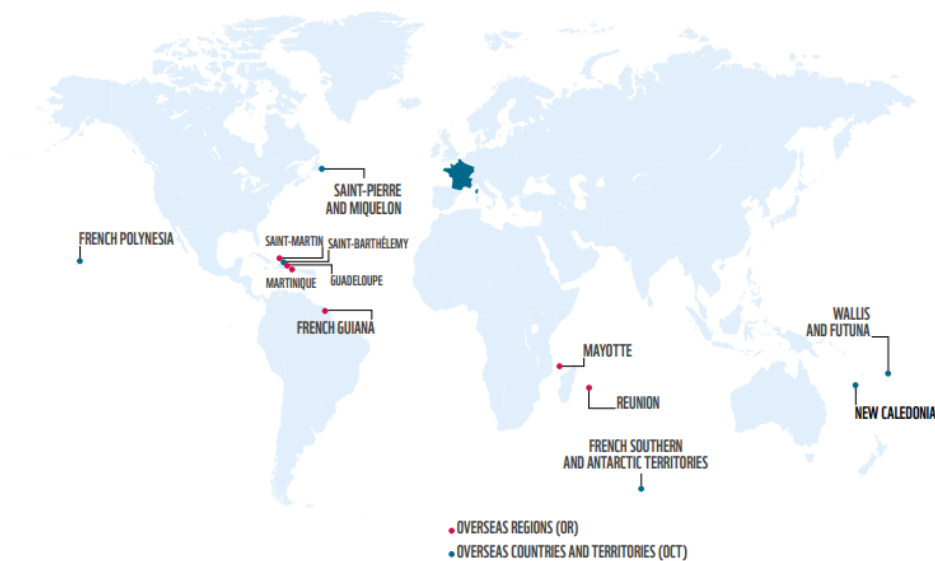 SAINT-PIERRE
AND MIQUELON
FRENCH POLYNESIA
SAINT-MARTIN
SAINT-BARTHÉLEMY
MARTINIQUE
GUADELOUPE
FRENCH GUIANA
WALLIS
AND FUTUNA
MAYOTTE
REUNION
NEW CALEDONIA
FRENCH SOUTHERN
AND ANTARCTIC TERRITORIES
OVERSEAS REGIONS (OR)
OVERSEAS COUNTRIES AND TERRITORIES (OCT)